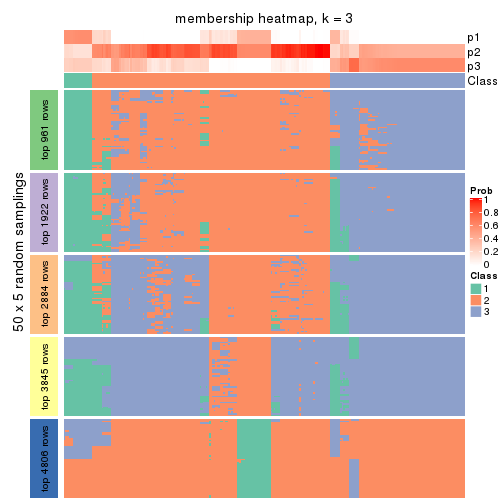 membership heatmap, k = 3
p1
p2
p3
Class
50 x 5 random samplings
top 961 rows
top 1922 rows
top 2884 rows
top 3845 rows
top 4806 rows
Prob
1
0.8
0.6
0.4
0.2
0
Class
1
2
3